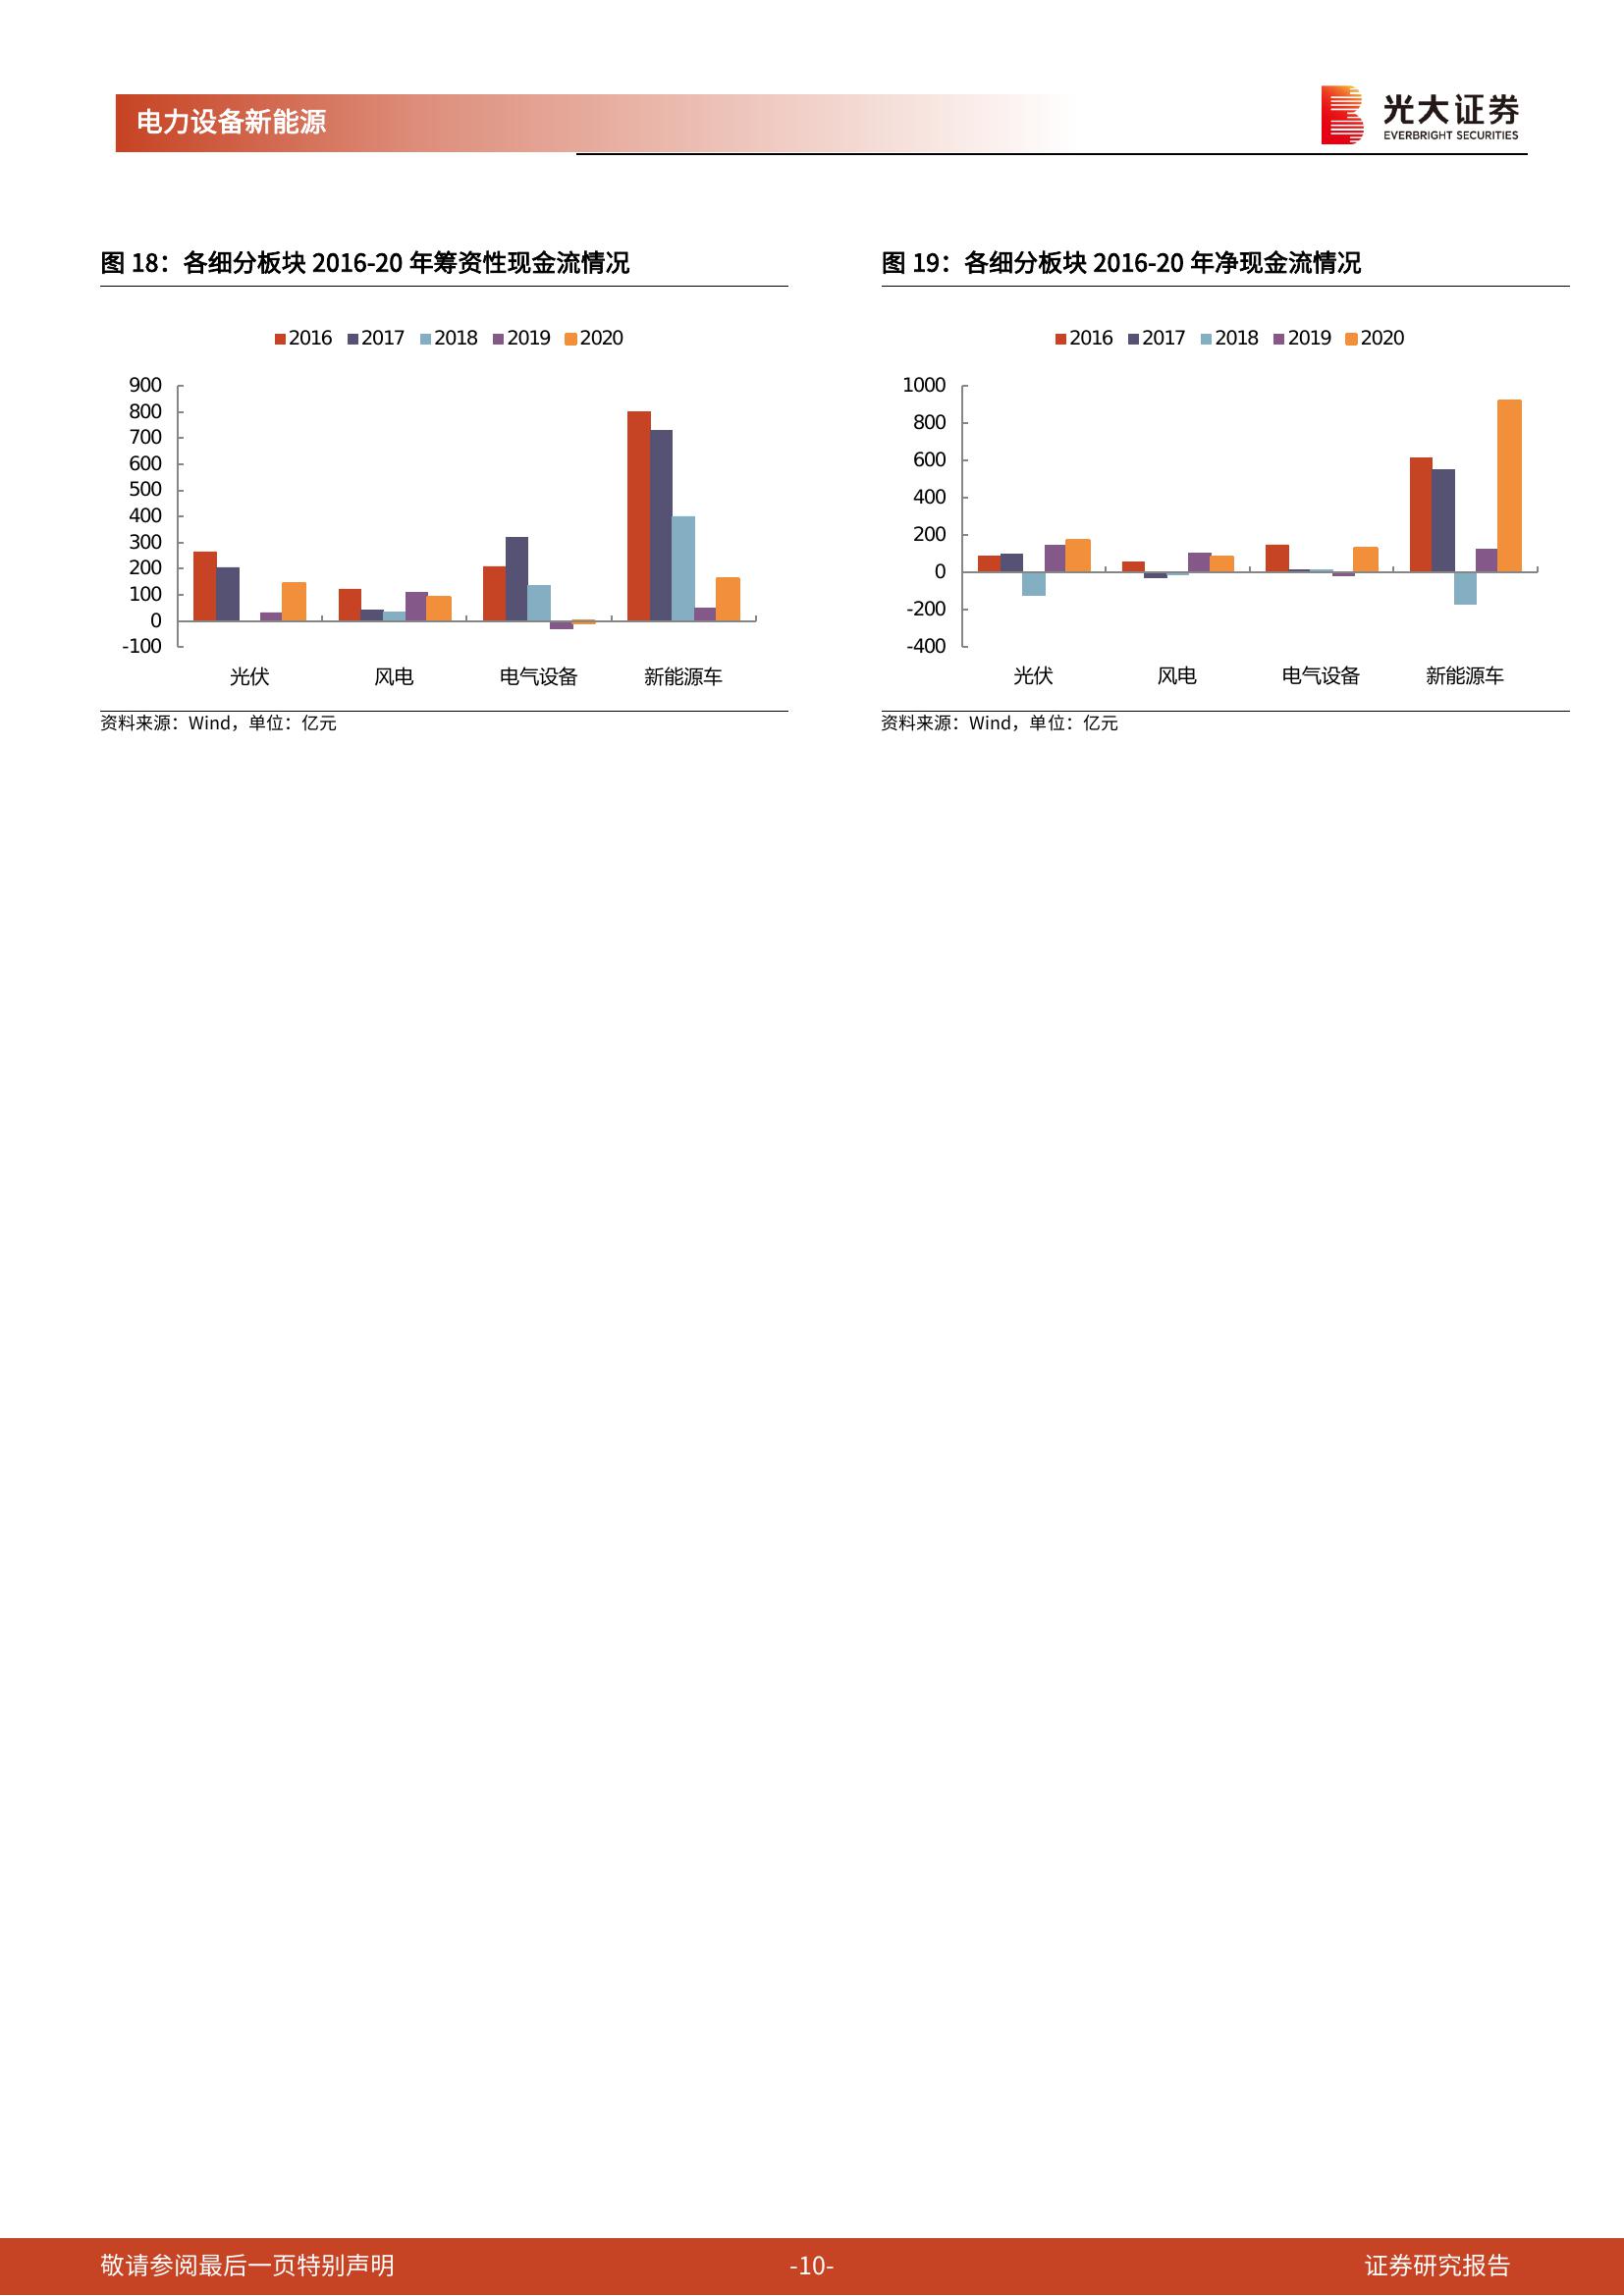 电力设备新能源
光大证券
EVERBRIGHT SECURITIES
图 18：各细分板块 2016-20 年筹资性现金流情况
2016 2017 2018 2019 2020
900
800
700
600
500
400
300
200
100
0
-100
光伏 风电 电气设备 新能源车
资料来源：Wind，单位：亿元
图 19：各细分板块 2016-20 年净现金流情况
2016 2017 2018 2019 2020
1000
800
600
400
200
0
-200
-400
光伏 风电 电气设备 新能源车
资料来源：Wind，单位：亿元
敬请参阅最后一页特别声明 -10- 证券研究报告